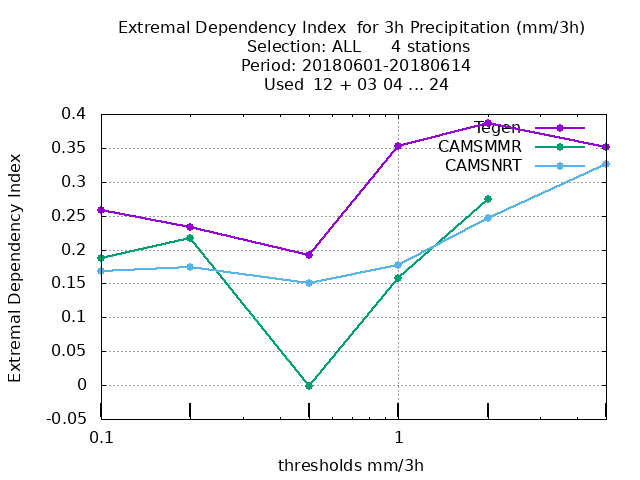 Extremal Dependency Index  for 3h Precipitation (mm/3h)
Selection: ALL      4 stations
Period: 20180601-20180614
Used  12 + 03 04 ... 24
Extremal Dependency Index
0.4
0.35
0.3
0.25
0.2
0.15
0.1
0.05
0
-0.05
Tegen
CAMSMMR
CAMSNRT
0.1
1
thresholds mm/3h